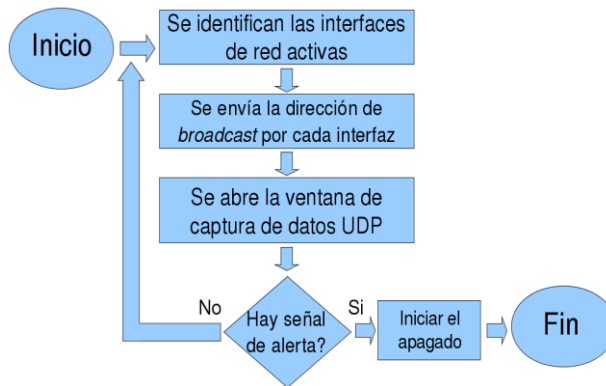 Inicio
Se identifican las interfaces
de red activas
Se envía la dirección de
broadcast por cada interfaz
Se abre la ventana de
captura de datos UDP
No
Hay señal
de alerta?
Si
Iniciar el
apagado
Fin